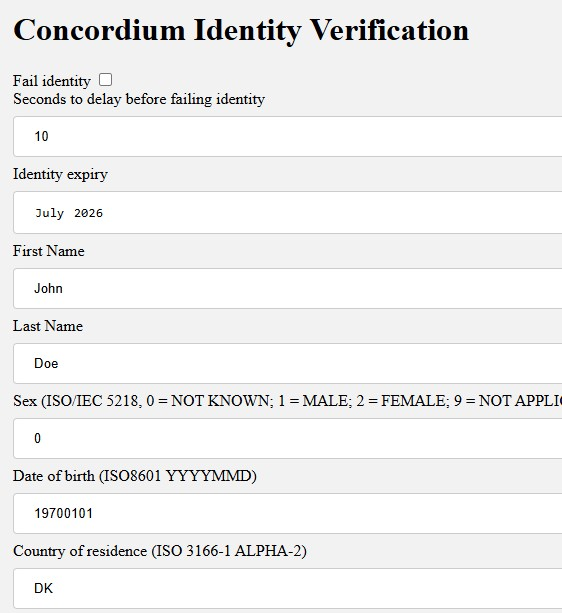 Concordium Identity Verification
Fail identity
Seconds to delay before failing identity
10
Identity expiry
July 2026
First Name
John
Last Name
Doe
Sex (ISO/IEC 5218, 0 = NOT KNOWN; 1 = MALE; 2 = FEMALE; 9 = NOT
0
Date of birth (ISO8601 YYYYMMD)
19700101
Country of residence (ISO 3166-1 ALPHA-2)
DK